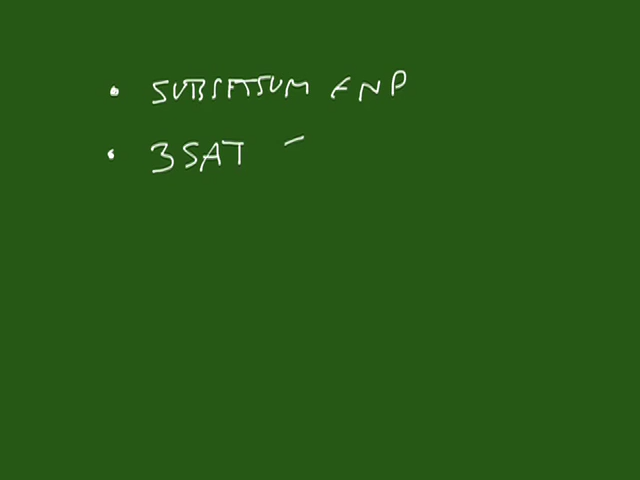 • SUBSETSUM ∈ NP
• 3SAT